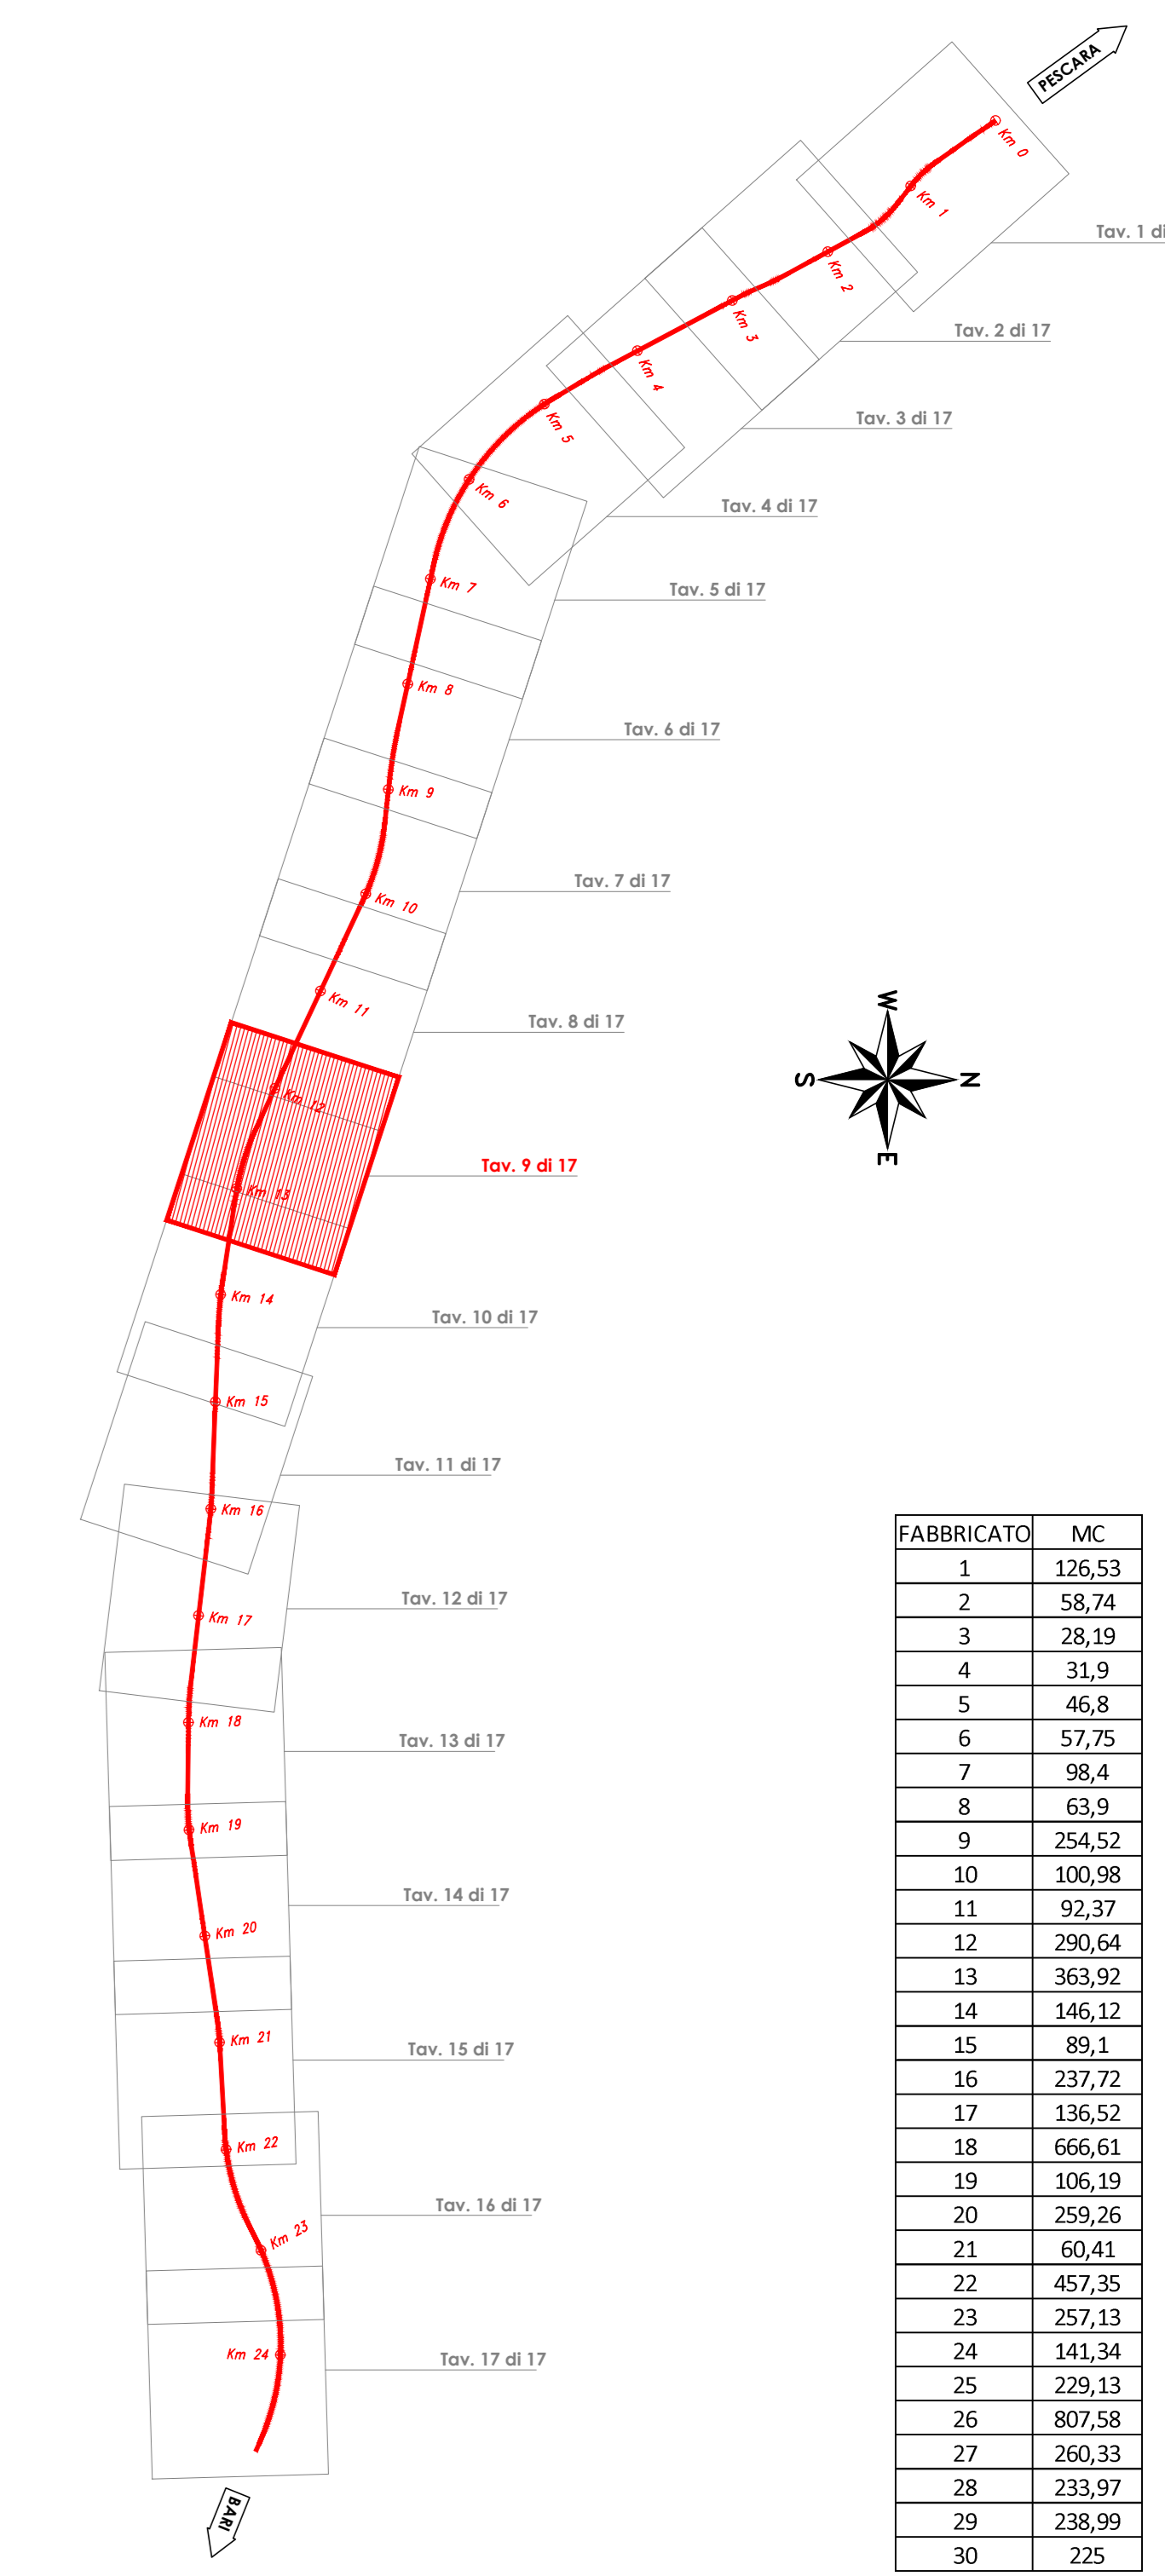 PESCARA
Km 0
Km 1
Tav. 1 di
Km 2
Km 3
Tav. 2 di 17
Km 4
Tav. 3 di 17
Km 5
Km 6
Tav. 4 di 17
Km 7
Tav. 5 di 17
Km 8
Tav. 6 di 17
Km 9
Tav. 7 di 17
Km 10
Km 11
W
Tav. 8 di 17
S
N
Km 12
E
Tav. 9 di 17
Km 13
Km 14
Tav. 10 di 17
Km 15
Tav. 11 di 17
Km 16
Tav. 12 di 17
Km 17
Km 18
Tav. 13 di 17
Km 19
Tav. 14 di 17
Km 20
Km 21
Tav. 15 di 17
Km 22
Tav. 16 di 17
Km 23
Km 24
Tav. 17 di 17
BARI
FABBRICATO MC
1 126,53
2 58,74
3 28,19
4 31,9
5 46,8
6 57,75
7 98,4
8 63,9
9 254,52
10 100,98
11 92,37
12 290,64
13 363,92
14 146,12
15 89,1
16 237,72
17 136,52
18 666,61
19 106,19
20 259,26
21 60,41
22 457,35
23 257,13
24 141,34
25 229,13
26 807,58
27 260,33
28 233,97
29 238,99
30 225